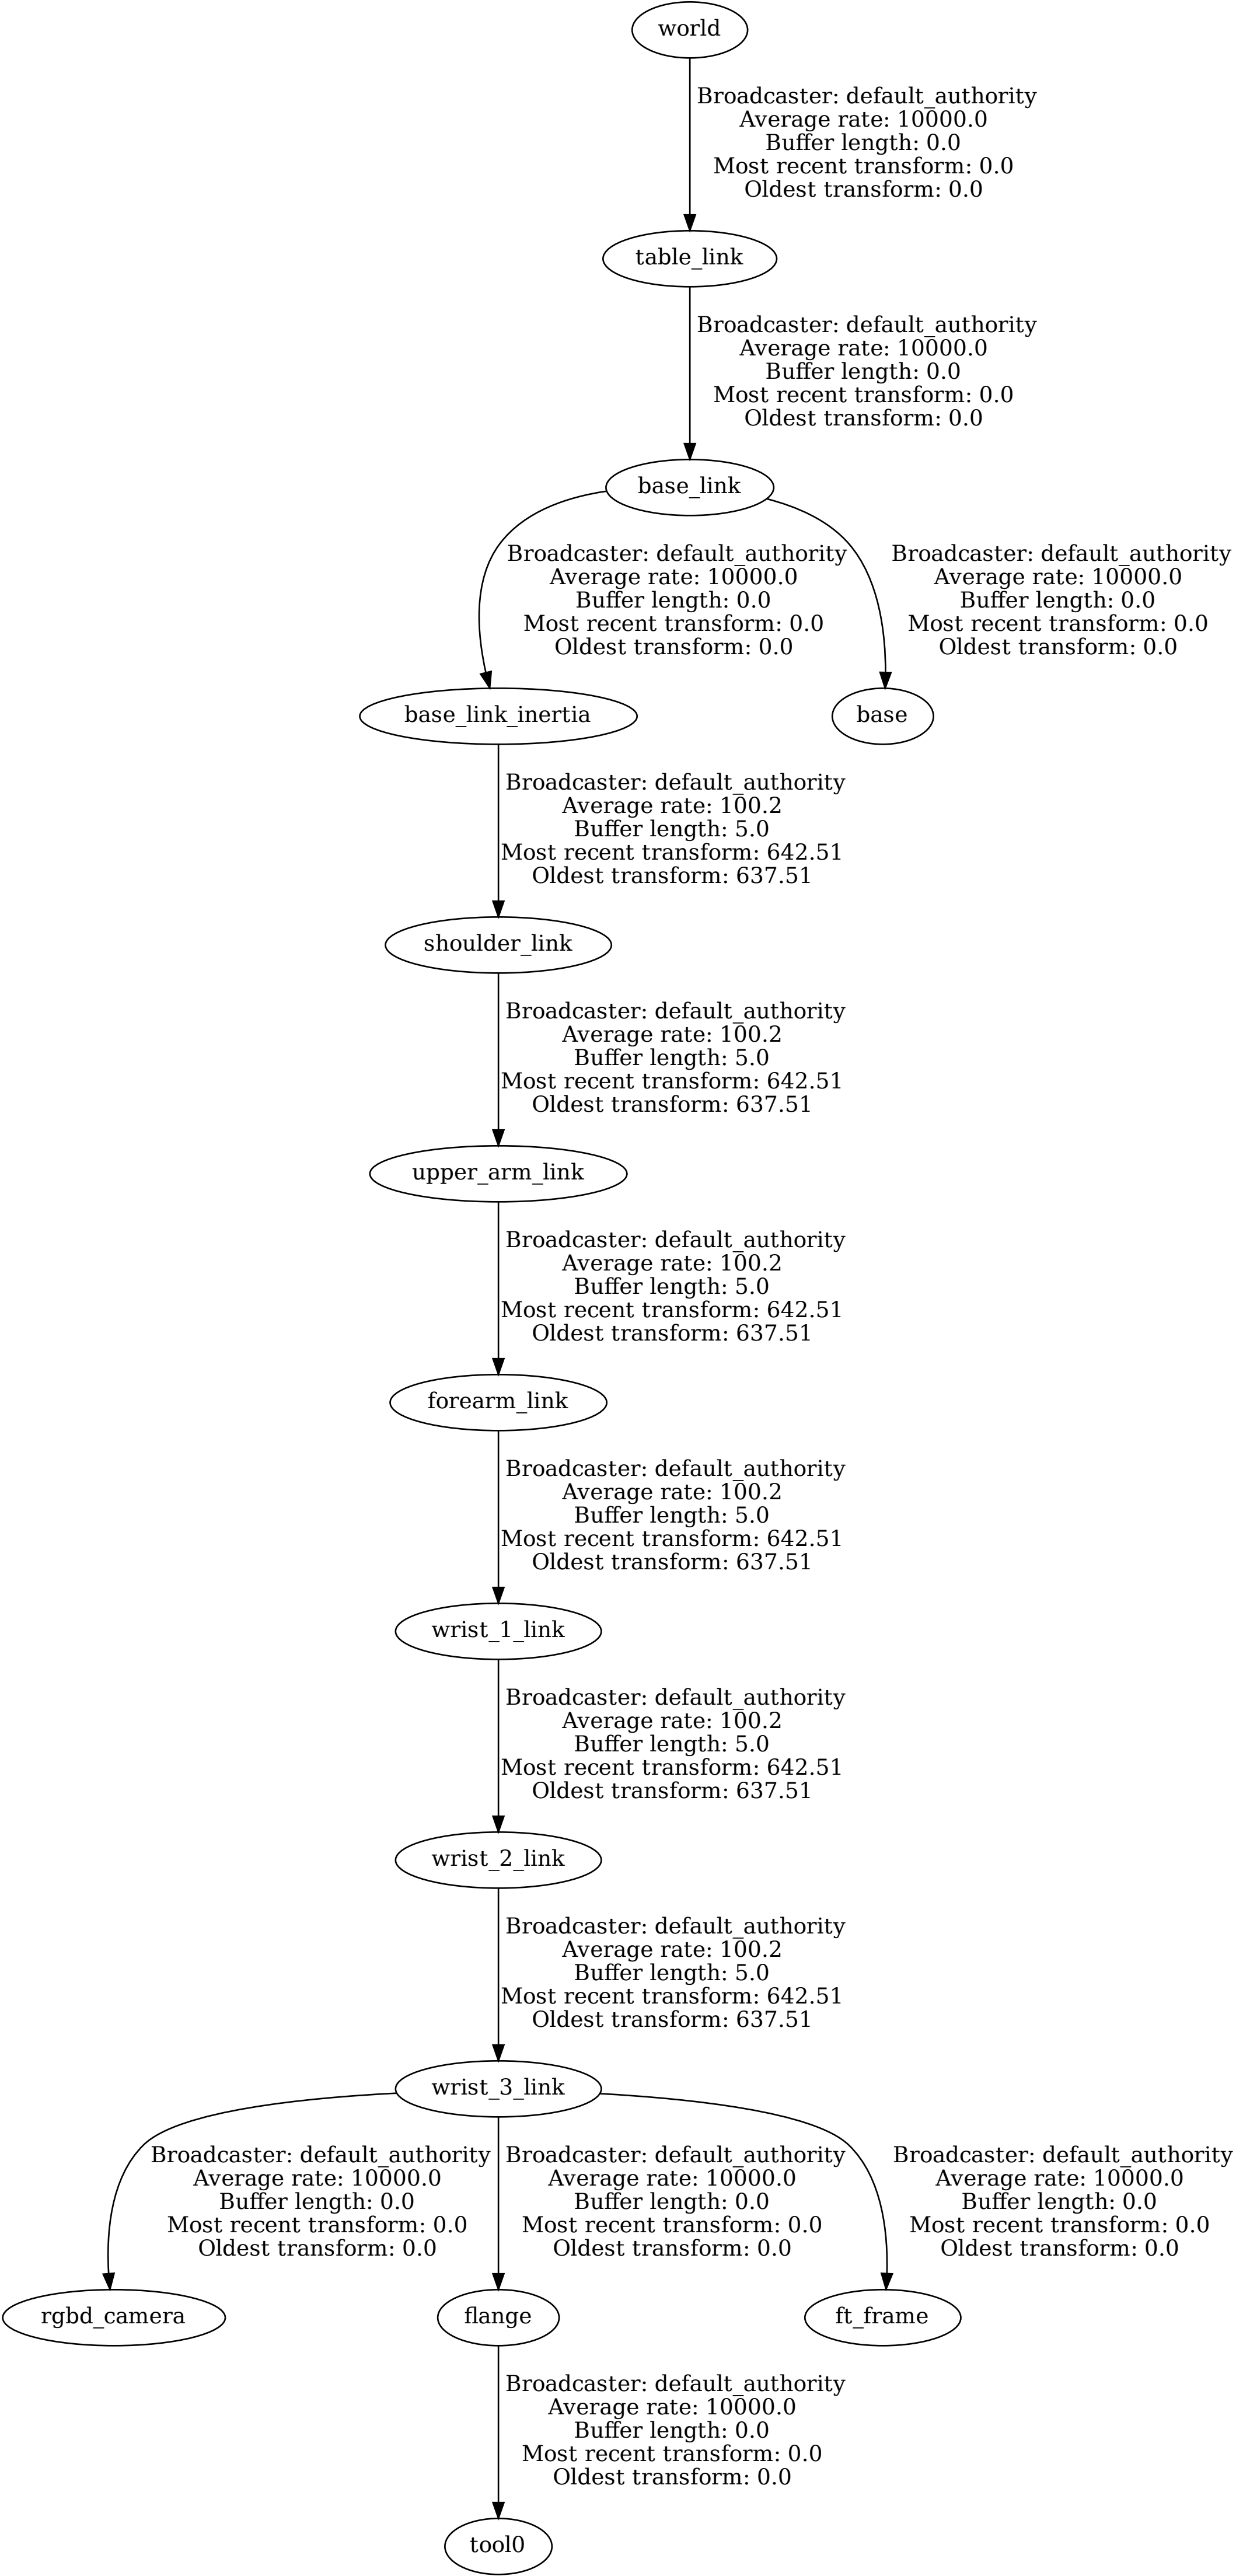 world
Broadcaster: default_authority
Average rate: 10000.0
Buffer length: 0.0
Most recent transform: 0.0
Oldest transform: 0.0
table_link
Broadcaster: default_authority
Average rate: 10000.0
Buffer length: 0.0
Most recent transform: 0.0
Oldest transform: 0.0
base_link
Broadcaster: default_authority
Average rate: 10000.0
Buffer length: 0.0
Most recent transform: 0.0
Oldest transform: 0.0
Broadcaster: default_authority
Average rate: 10000.0
Buffer length: 0.0
Most recent transform: 0.0
Oldest transform: 0.0
base_link_inertia
base
Broadcaster: default_authority
Average rate: 100.2
Buffer length: 5.0
Most recent transform: 642.51
Oldest transform: 637.51
shoulder_link
Broadcaster: default_authority
Average rate: 100.2
Buffer length: 5.0
Most recent transform: 642.51
Oldest transform: 637.51
upper_arm_link
Broadcaster: default_authority
Average rate: 100.2
Buffer length: 5.0
Most recent transform: 642.51
Oldest transform: 637.51
forearm_link
Broadcaster: default_authority
Average rate: 100.2
Buffer length: 5.0
Most recent transform: 642.51
Oldest transform: 637.51
wrist_1_link
Broadcaster: default_authority
Average rate: 100.2
Buffer length: 5.0
Most recent transform: 642.51
Oldest transform: 637.51
wrist_2_link
Broadcaster: default_authority
Average rate: 100.2
Buffer length: 5.0
Most recent transform: 642.51
Oldest transform: 637.51
wrist_3_link
Broadcaster: default_authority
Average rate: 10000.0
Buffer length: 0.0
Most recent transform: 0.0
Oldest transform: 0.0
Broadcaster: default_authority
Average rate: 10000.0
Buffer length: 0.0
Most recent transform: 0.0
Oldest transform: 0.0
Broadcaster: default_authority
Average rate: 10000.0
Buffer length: 0.0
Most recent transform: 0.0
Oldest transform: 0.0
rgbd_camera
flange
ft_frame
Broadcaster: default_authority
Average rate: 10000.0
Buffer length: 0.0
Most recent transform: 0.0
Oldest transform: 0.0
tool0